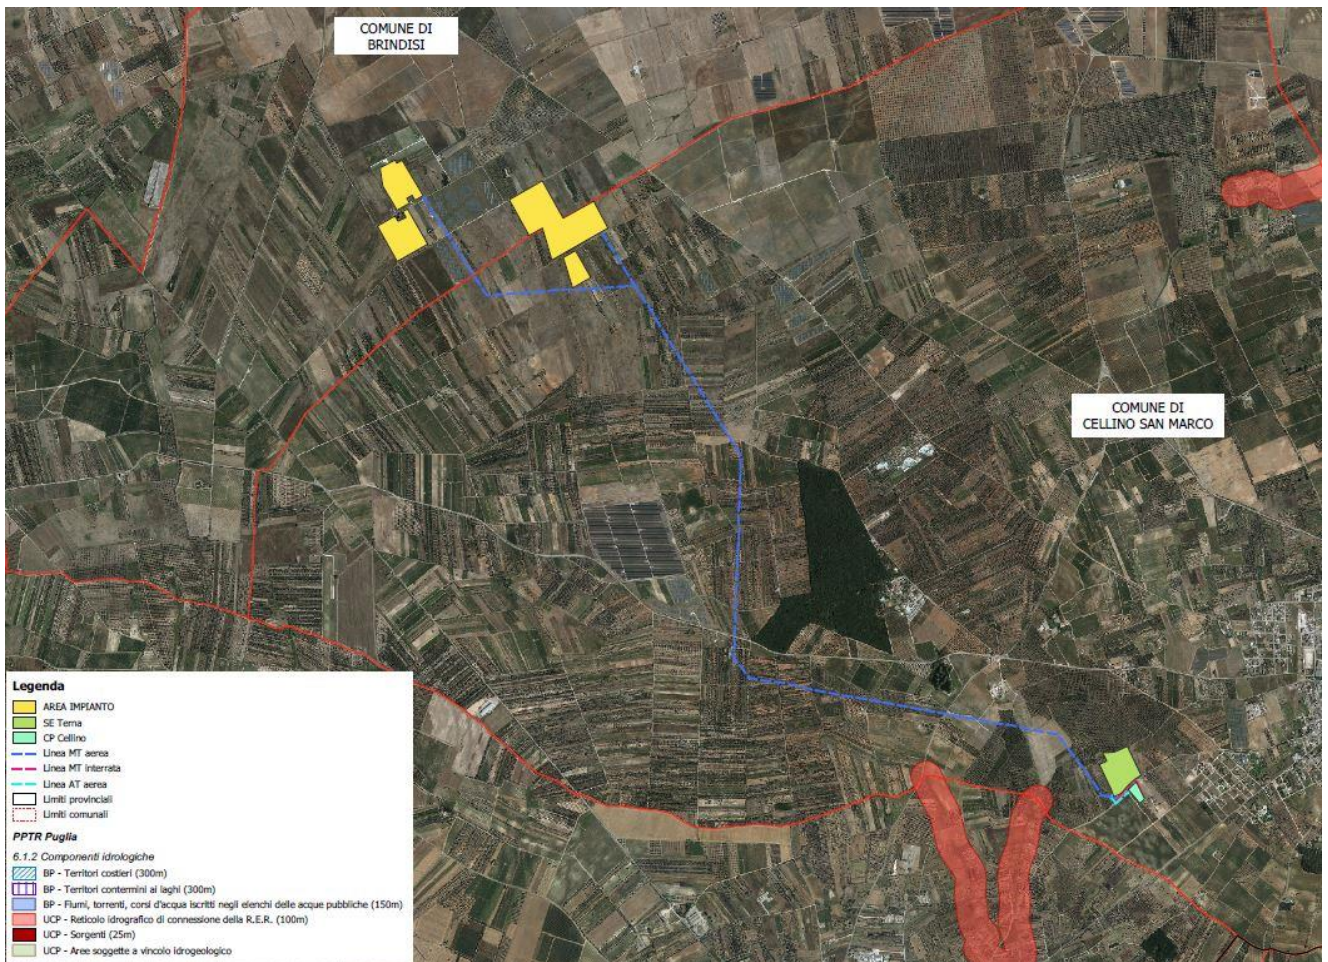 COMUNE DI
BRINDISI
COMUNE DI
CELLINO SAN MARCO
Legenda
AREA IMPIANTO
SE Terna
CP Cellino
Linea MT aerea
Linea MT interrata
Linea AT aerea
Limiti provinciali
Limiti comunali
PPTR Puglia
6.1.2 Componenti idrologiche
BP - Territori costieri (300m)
BP - Territori contermini ai laghi (300m)
BP - Fiumi, torrenti, corsi d'acqua iscritti negli elenchi delle acque pubbliche (150m)
UCP - Reticolo idrografico di connessione della R.E.R. (100m)
UCP - Sorgenti (25m)
UCP - Aree soggette a vincolo idrogeologico